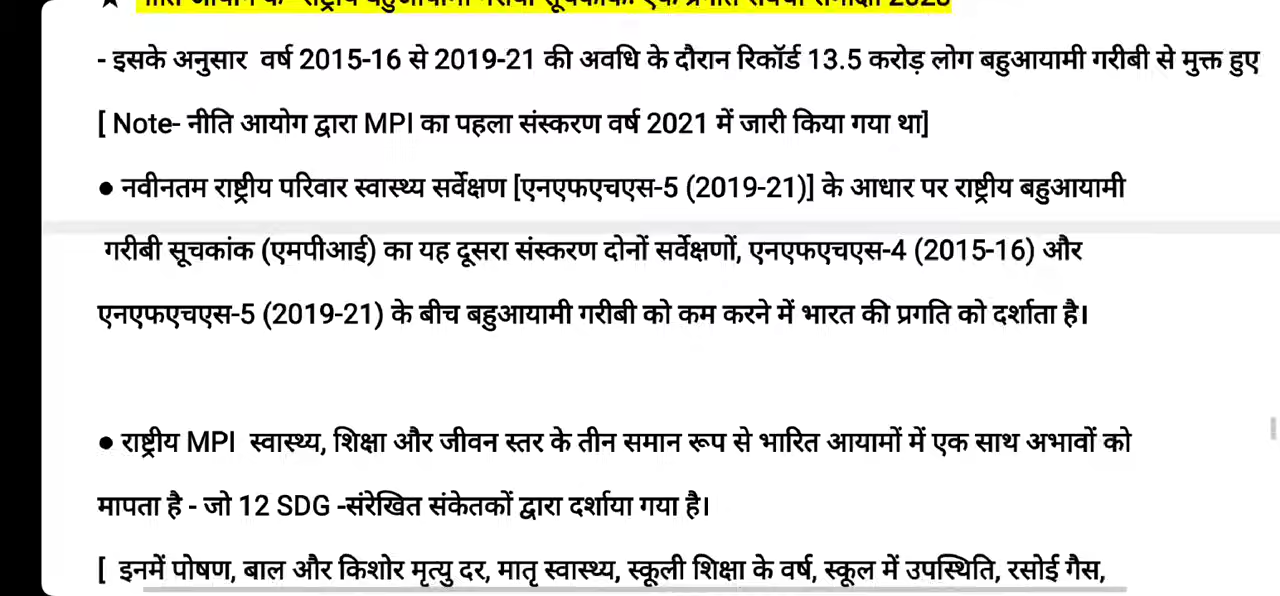 - इसके अनुसार वर्ष 2015-16 से 2019-21 की अवधि के दौरान रिकॉर्ड 13.5 करोड़ लोग बहुआयामी गरीबी से मुक्त हुए
[ Note- नीति आयोग द्वारा MPI का पहला संस्करण वर्ष 2021 में जारी किया गया था]
● नवीनतम राष्ट्रीय परिवार स्वास्थ्य सर्वेक्षण [एनएफएचएस-5 (2019-21)] के आधार पर राष्ट्रीय बहुआयामी
गरीबी सूचकांक (एमपीआई) का यह दूसरा संस्करण दोनों सर्वेक्षणों, एनएफएचएस-4 (2015-16) और
एनएफएचएस-5 (2019-21) के बीच बहुआयामी गरीबी को कम करने में भारत की प्रगति को दर्शाता है।
● राष्ट्रीय MPI स्वास्थ्य, शिक्षा और जीवन स्तर के तीन समान रूप से भारित आयामों में एक साथ अभावों को
मापता है - जो 12 SDG -संरेखित संकेतकों द्वारा दर्शाया गया है।
[ इनमें पोषण, बाल और किशोर मृत्यु दर, मातृ स्वास्थ्य, स्कूली शिक्षा के वर्ष, स्कूल में उपस्थिति, रसोई गैस,